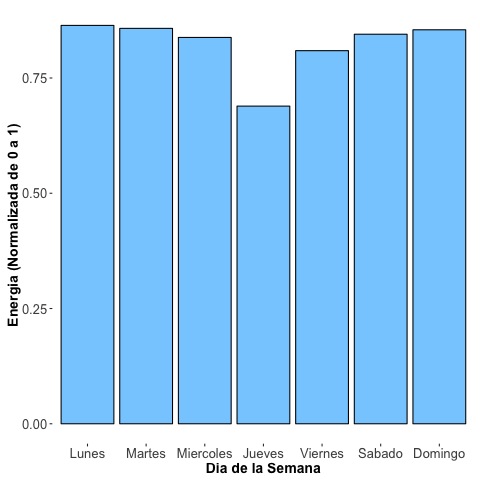 Energia (Normalizada de 0 a 1)
0.75
0.50
0.25
0.00
Lunes Martes Miercoles Jueves Viernes Sabado Domingo
Dia de la Semana